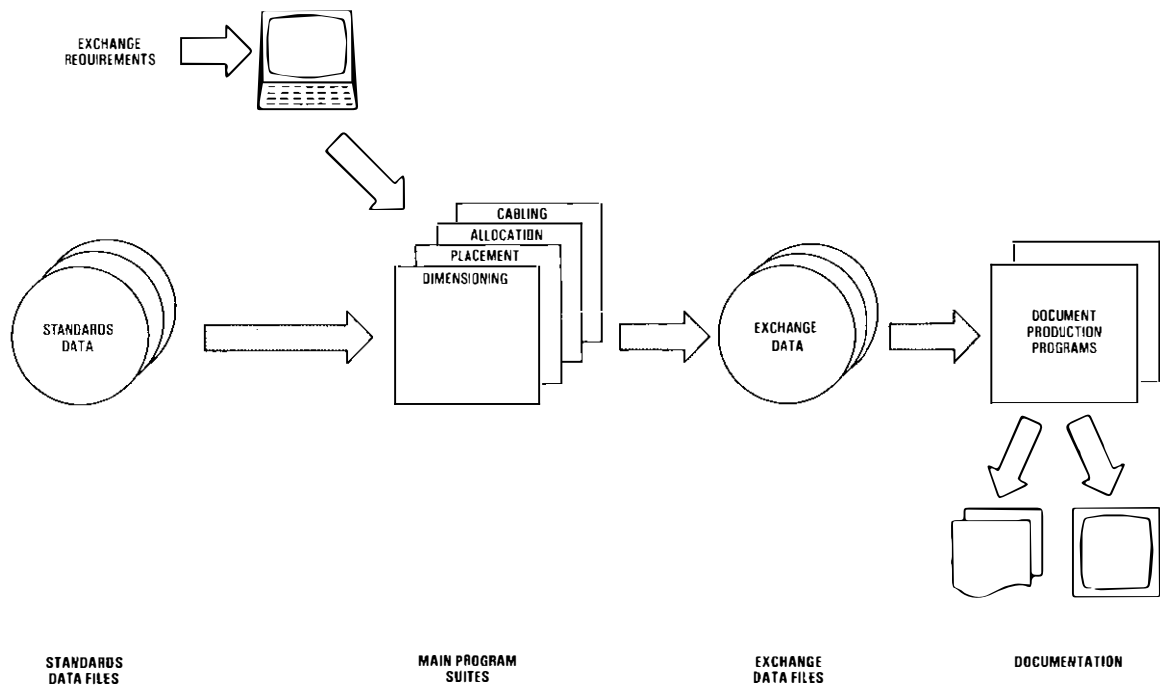 EXCHANGE
REQUIREMENTS
CABLING
ALLOCATION
PLACEMENT
DIMENSIONING
STANDARDS
DATA
EXCHANGE
DATA
DOCUMENT
PRODUCTION
PROGRAMS
STANDARDS
DATA FILES
MAIN PROGRAM
SUITES
EXCHANGE
DATA FILES
DOCUMENTATION